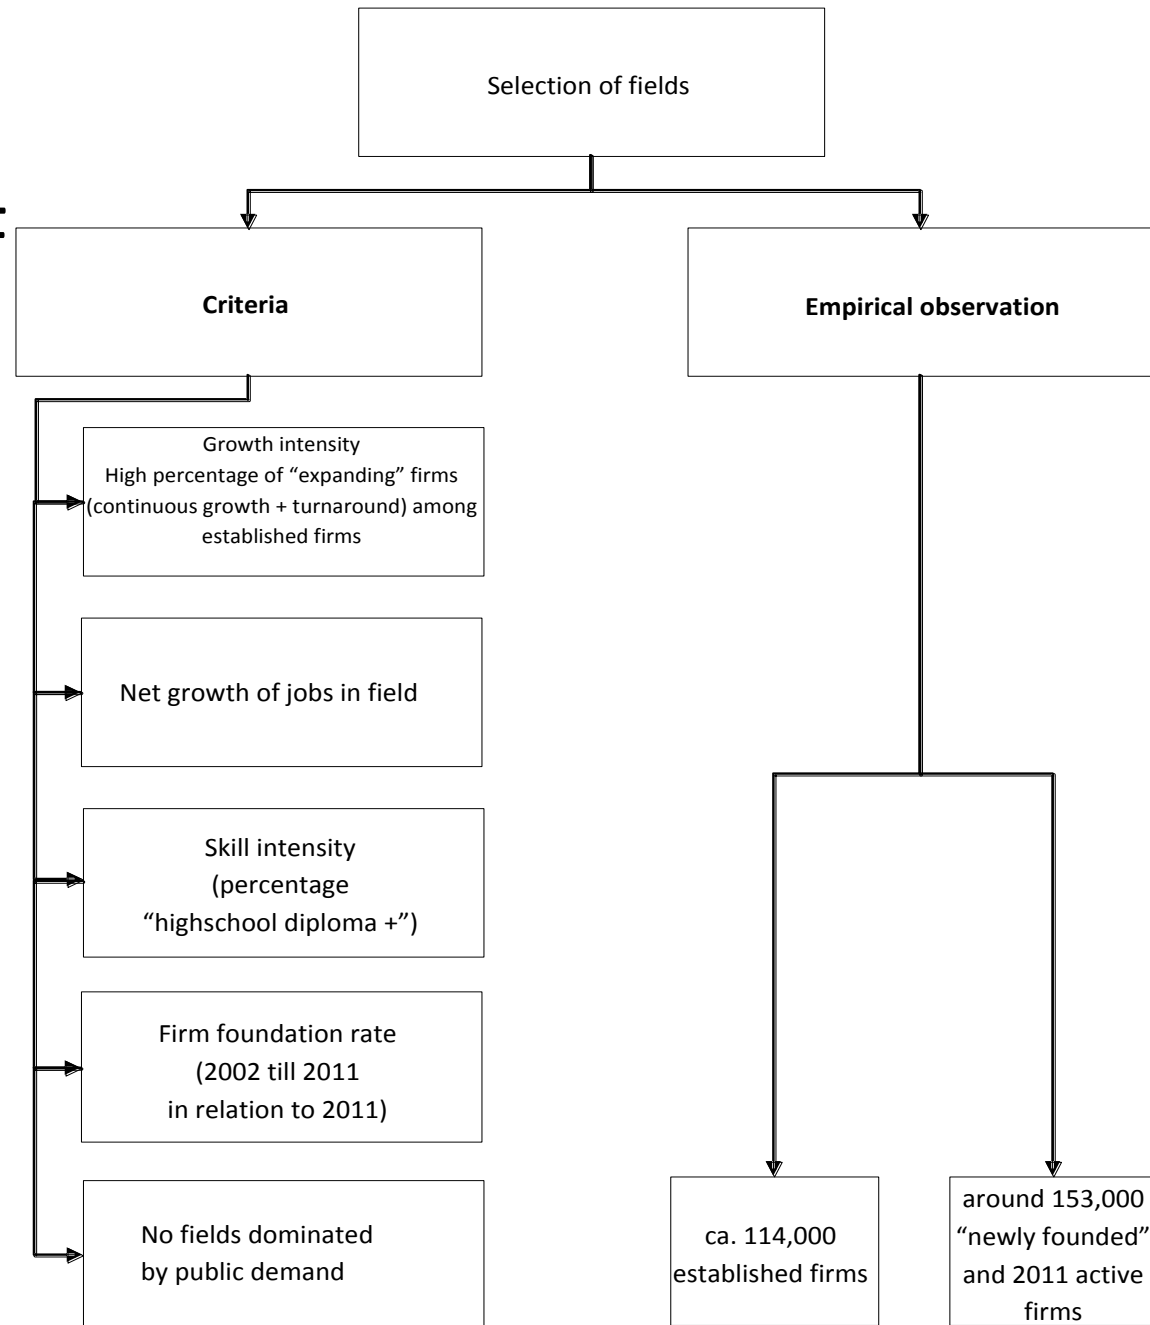 Selection of fields
Criteria
Empirical observation
Growth intensity
High percentage of “expanding” firms
(continuous growth + turnaround) among
established firms
Net growth of jobs in field
Skill intensity
(percentage
“highschool diploma +”)
Firm foundation rate
(2002 till 2011
in relation to 2011)
No fields dominated
by public demand
ca. 114,000
established firms
around 153,000
“newly founded”
and 2011 active
firms